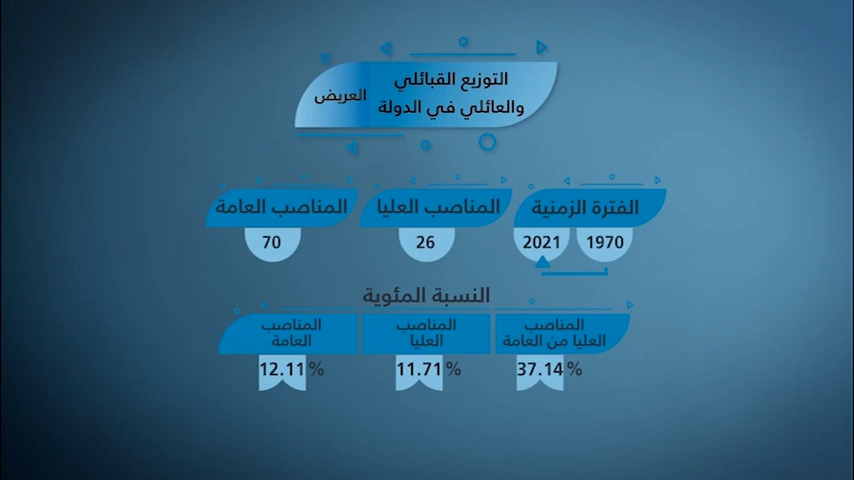 التوزيع القبائلي
والعائلي في الدولة
العريض
الفترة الزمنية
المناصب العليا
المناصب العامة
1970
2021
26
70
النسبة المئوية
المناصب
العليا من العامة
المناصب
العليا
المناصب
العامة
37.14 %
11.71 %
12.11 %